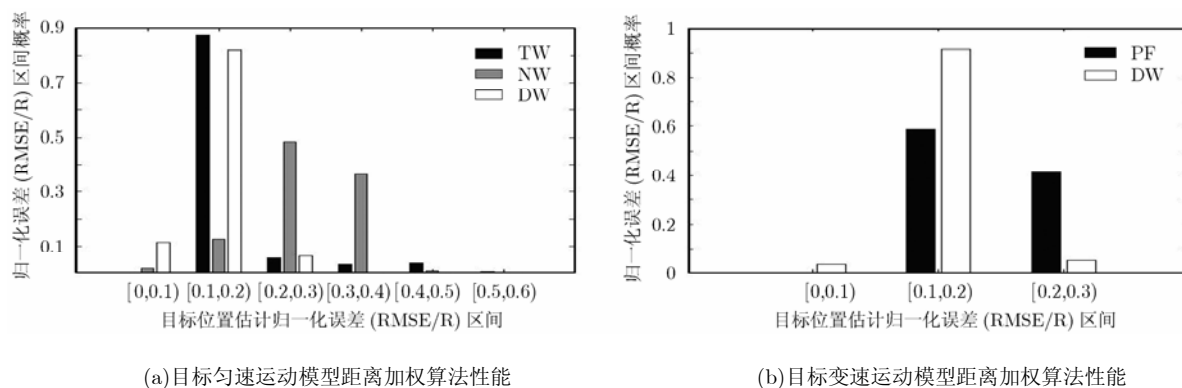 归一化误差 (RMSE/R) 区间概率
0.9
0.7
0.5
0.3
0.1
TW
NW
DW
[0,0.1)
[0.1,0.2)
[0.2,0.3)
[0.3,0.4)
[0.4,0.5)
[0.5,0.6)
目标位置估计归一化误差 (RMSE/R) 区间
(a)目标匀速运动模型距离加权算法性能
归一化误差 (RMSE/R) 区间概率
1
0.8
0.6
0.4
0.2
0
PF
DW
[0,0.1)
[0.1,0.2)
[0.2,0.3)
目标位置估计归一化误差 (RMSE/R) 区间
(b)目标变速运动模型距离加权算法性能